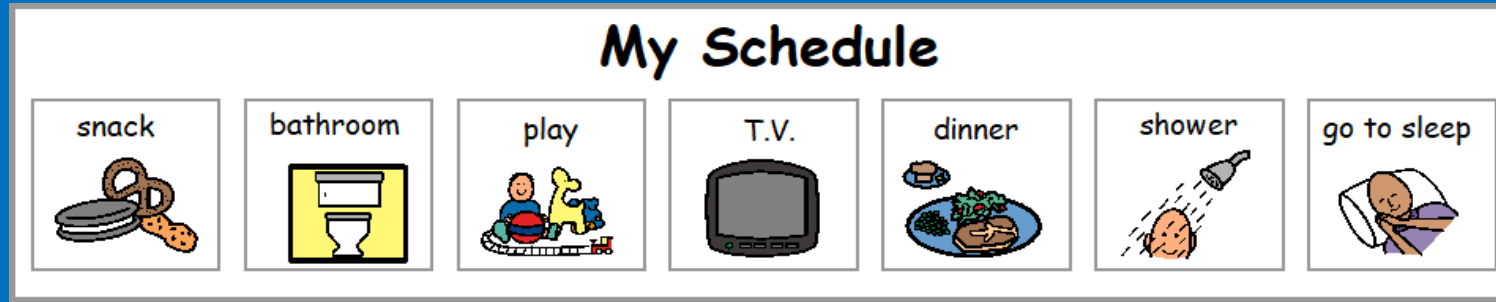 My Schedule
snack
bathroom
play
T.V.
dinner
shower
go to sleep